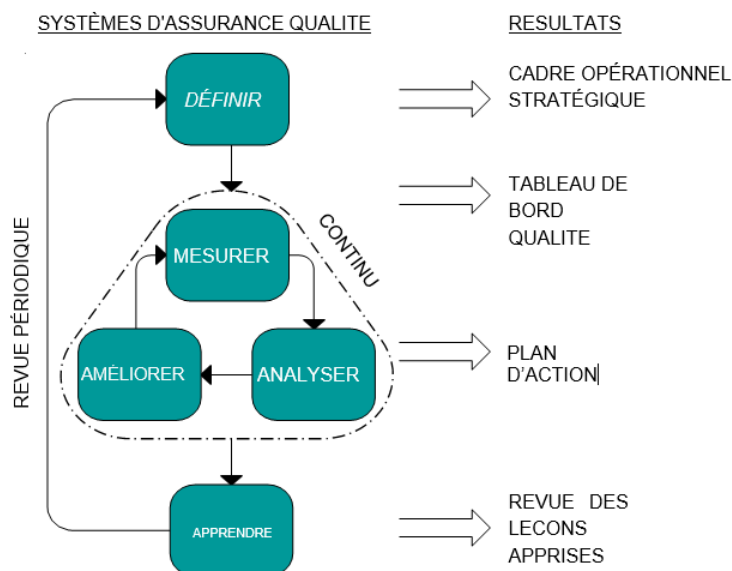 SYSTÈMES D'ASSURANCE QUALITE
RESULTATS
DÉFINIR
CADRE OPÉRATIONNEL
STRATÉGIQUE
TABLEAU DE
BORD
QUALITE
REVUE PÉRIODIQUE
CONTINU
MESURER
AMÉLIORER
ANALYSER
PLAN
D’ACTION
APPRENDRE
REVUE DES
LECONS
APPRISES